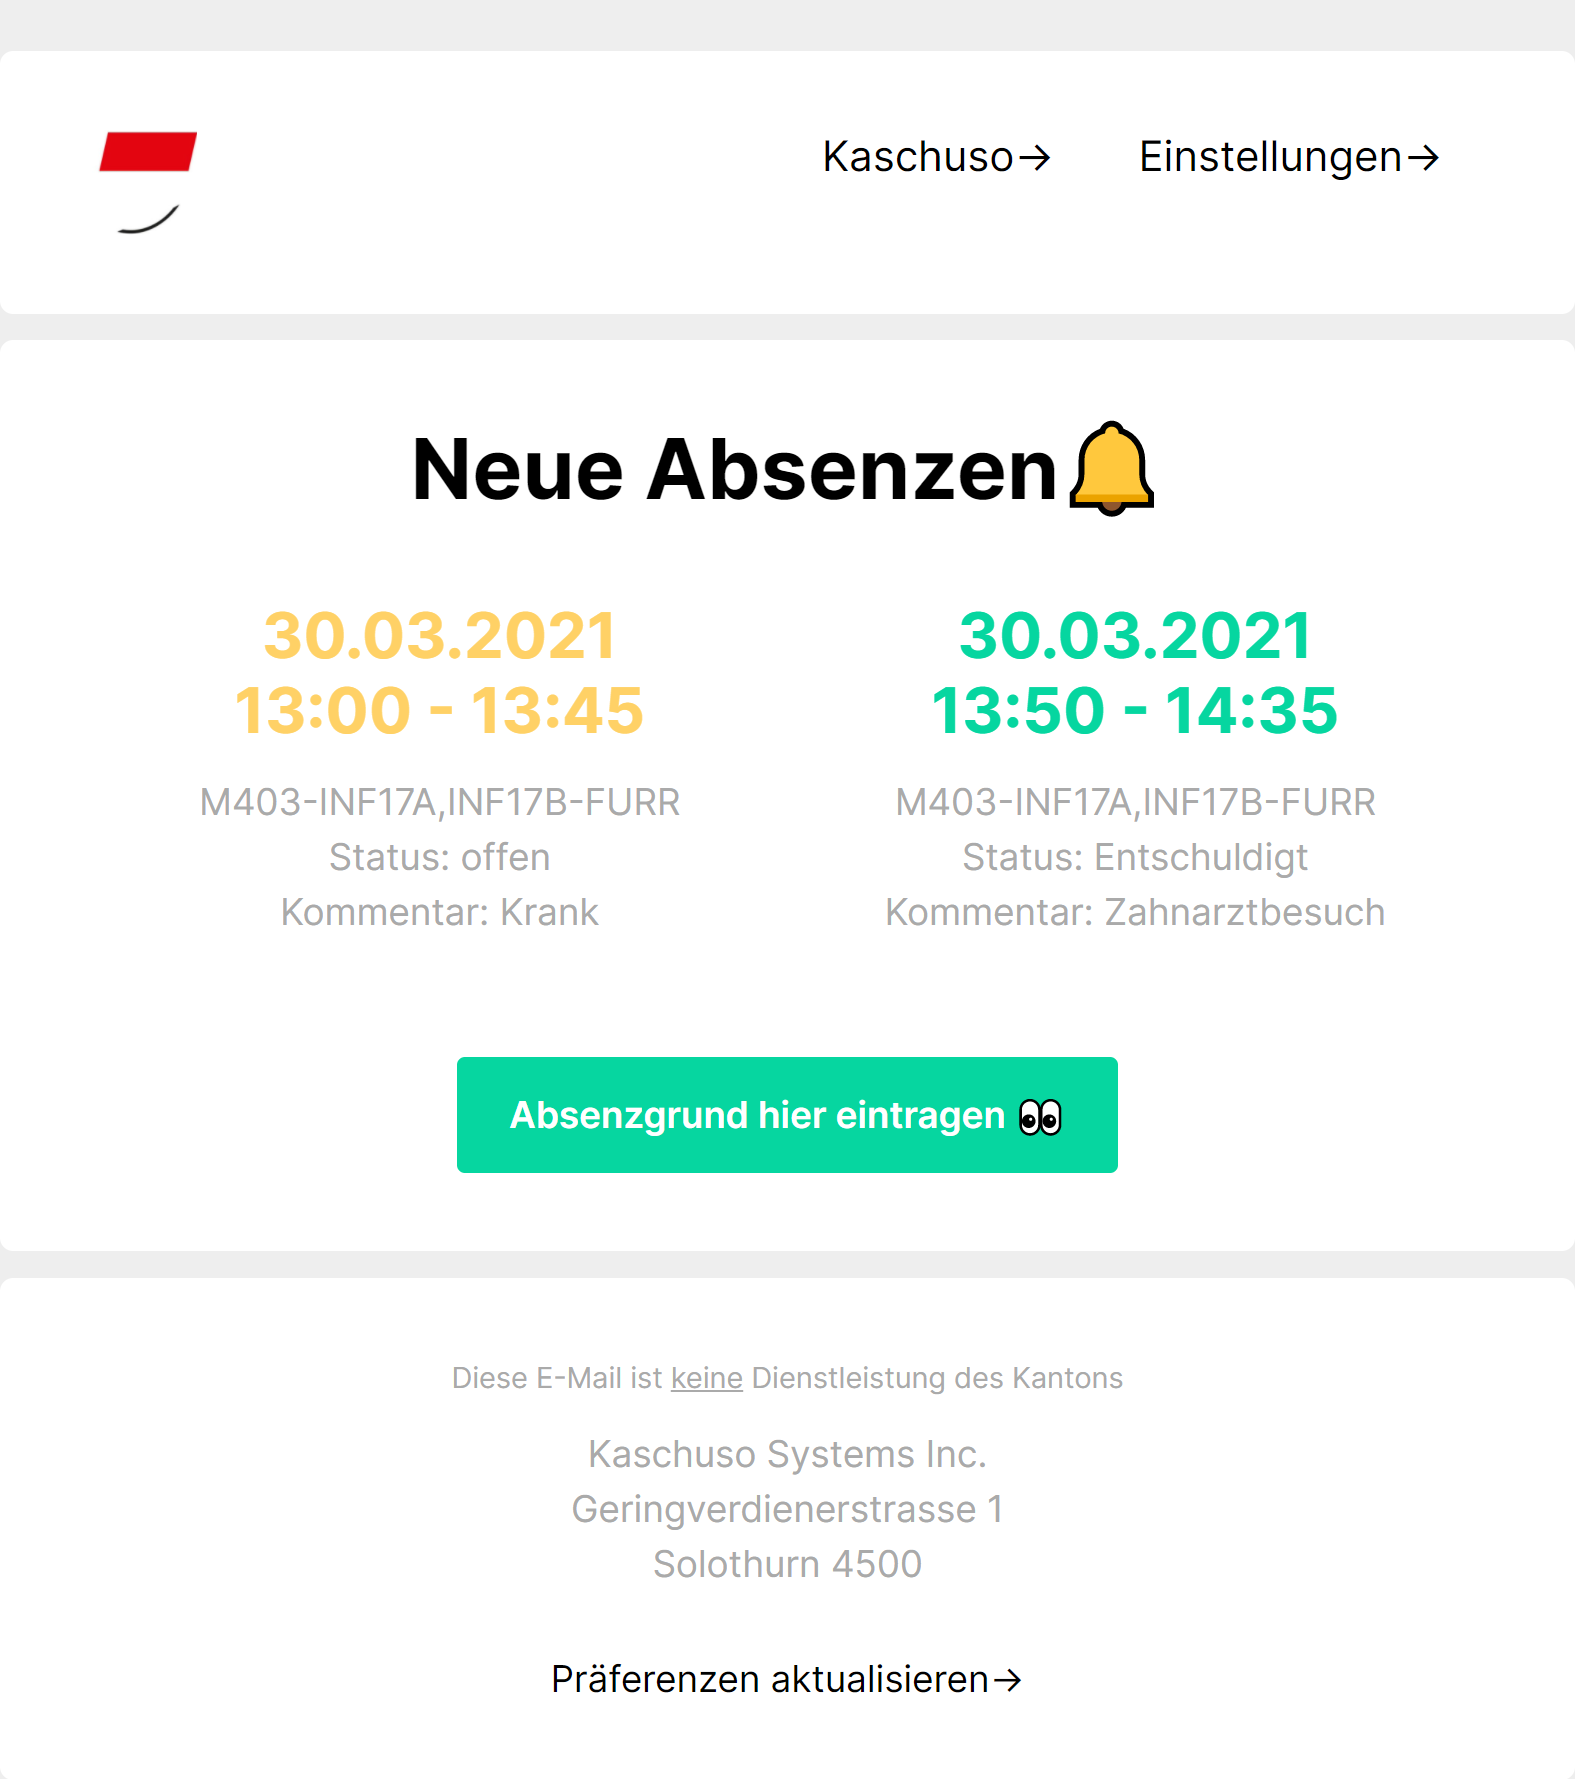 Kaschuso→ Einstellungen→
Neue Absenzen🔔
30.03.2021
13:00 - 13:45
M403-INF17A,INF17B-FURR
Status: offen
Kommentar: Krank
30.03.2021
13:50 - 14:35
M403-INF17A,INF17B-FURR
Status: Entschuldigt
Kommentar: Zahnarztbesuch
Absenzgrund hier eintragen 👀
Diese E-Mail ist keine Dienstleistung des Kantons
Kaschuso Systems Inc.
Geringverdienerstrasse 1
Solothurn 4500
Präferenzen aktualisieren→